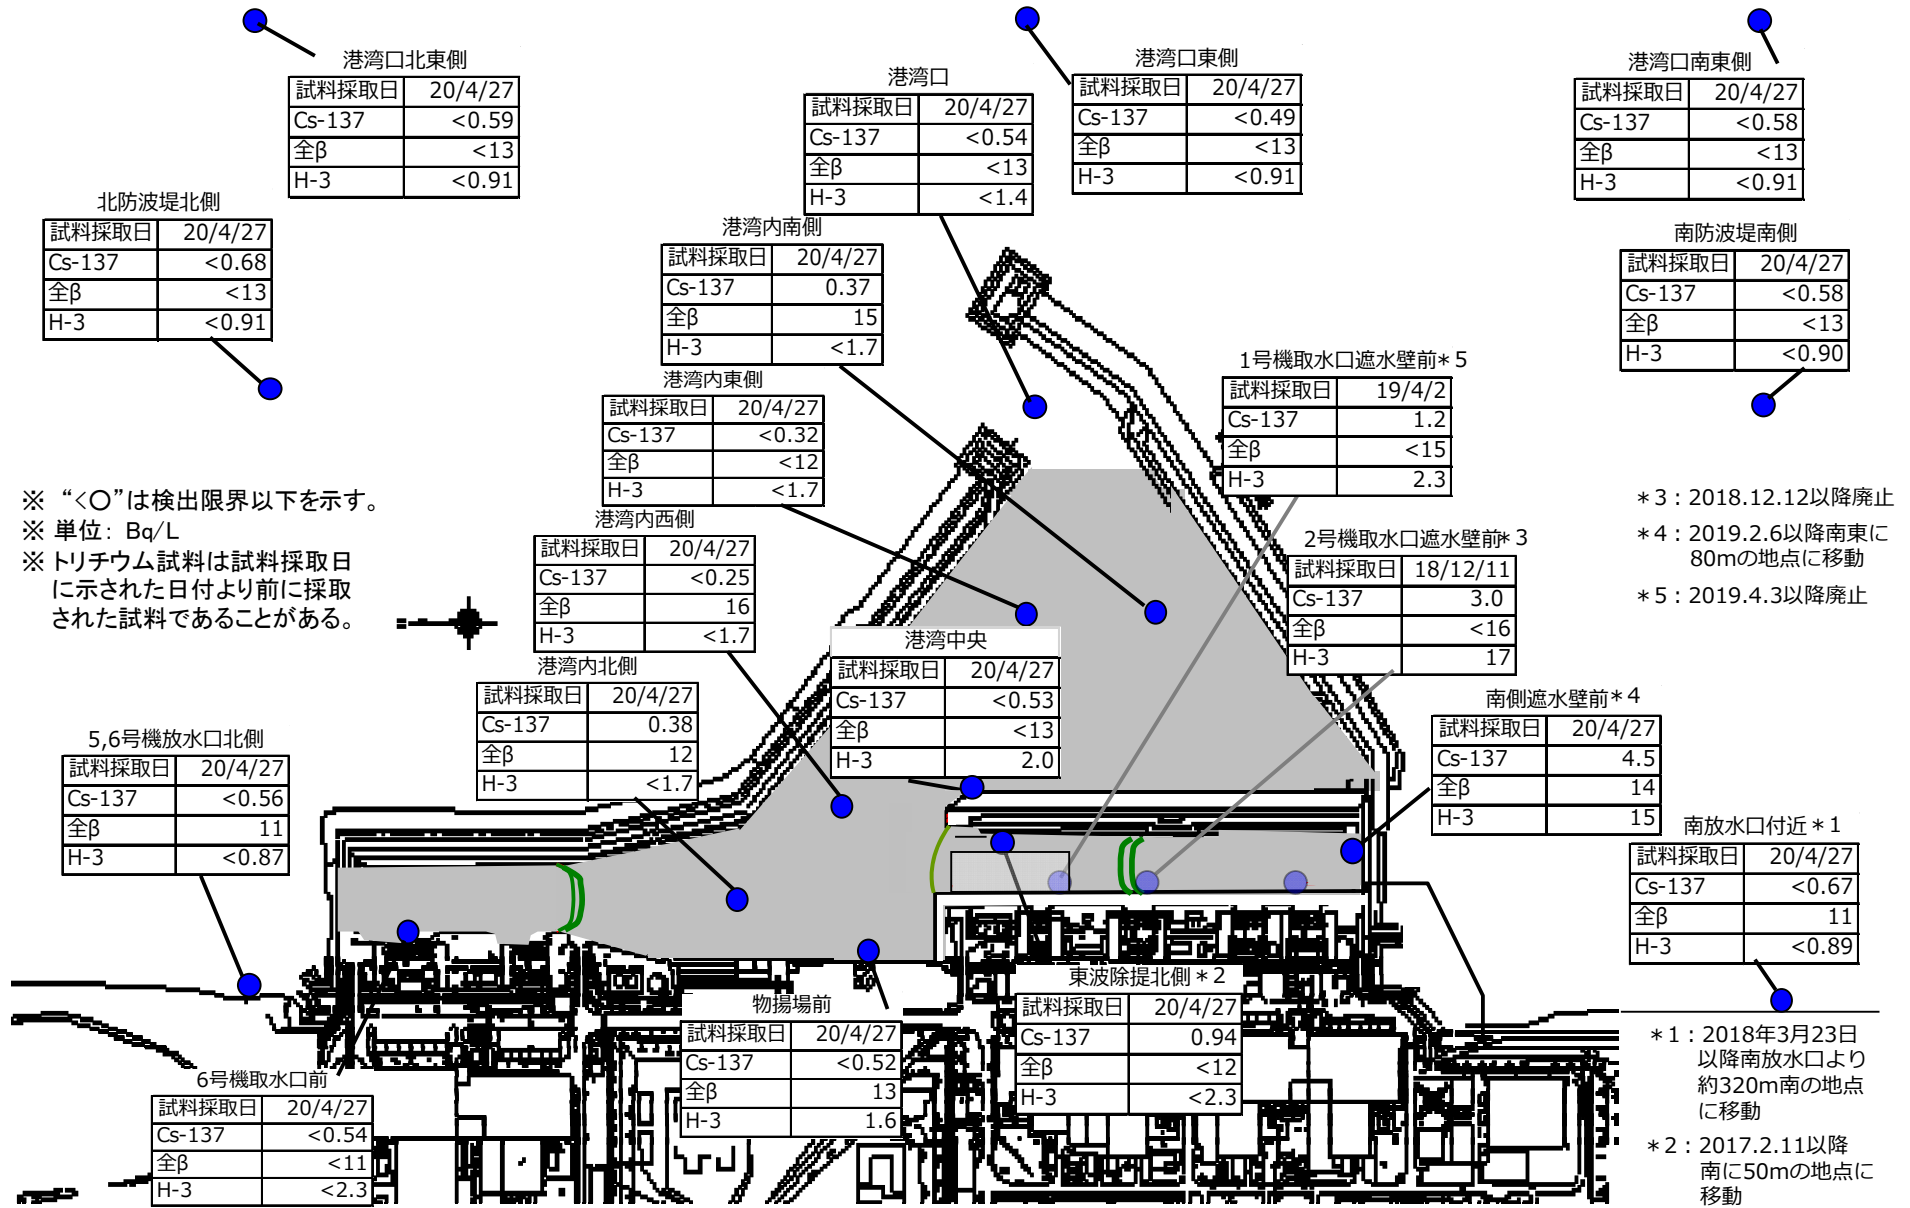 港湾口北東側
試料採取日 20/4/27
Cs-137 <0.59
全β <13
H-3 <0.91
港湾口
試料採取日 20/4/27
Cs-137 <0.54
全β <13
H-3 <1.4
港湾口東側
試料採取日 20/4/27
Cs-137 <0.49
全β <13
H-3 <0.91
港湾口南東側
試料採取日 20/4/27
Cs-137 <0.58
全β <13
H-3 <0.91
北防波堤北側
試料採取日 20/4/27
Cs-137 <0.68
全β <13
H-3 <0.91
港湾内南側
試料採取日 20/4/27
Cs-137 0.37
全β 15
H-3 <1.7
南防波堤南側
試料採取日 20/4/27
Cs-137 <0.58
全β <13
H-3 <0.90
港湾内東側
試料採取日 20/4/27
Cs-137 <0.32
全β <12
H-3 <1.7
1号機取水口遮水壁前＊5
試料採取日 19/4/2
Cs-137 1.2
全β <15
H-3 2.3
※ “<○”は検出限界以下を示す。
※ 単位: Bq/L
※ トリチウム試料は試料採取日
に示された日付より前に採取
された試料であることがある。
港湾内西側
試料採取日 20/4/27
Cs-137 <0.25
全β 16
H-3 <1.7
2号機取水口遮水壁前＊3
試料採取日 18/12/11
Cs-137 3.0
全β <16
H-3 17
＊3：2018.12.12以降廃止
＊4：2019.2.6以降南東に
80mの地点に移動
＊5：2019.4.3以降廃止
港湾中央
試料採取日 20/4/27
Cs-137 <0.53
全β <13
H-3 2.0
港湾内北側
試料採取日 20/4/27
Cs-137 0.38
全β 12
H-3 <1.7
南側遮水壁前＊4
試料採取日 20/4/27
Cs-137 4.5
全β 14
H-3 15
5,6号機放水口北側
試料採取日 20/4/27
Cs-137 <0.56
全β 11
H-3 <0.87
南放水口付近＊1
試料採取日 20/4/27
Cs-137 <0.67
全β 11
H-3 <0.89
物揚場前
試料採取日 20/4/27
Cs-137 <0.52
全β 13
H-3 1.6
東波除提北側＊2
試料採取日 20/4/27
Cs-137 0.94
全β <12
H-3 <2.3
6号機取水口前
試料採取日 20/4/27
Cs-137 <0.54
全β <11
H-3 <2.3
＊1：2018年3月23日
以降南放水口より
約320m南の地点
に移動
＊2：2017.2.11以降
南に50mの地点に
移動